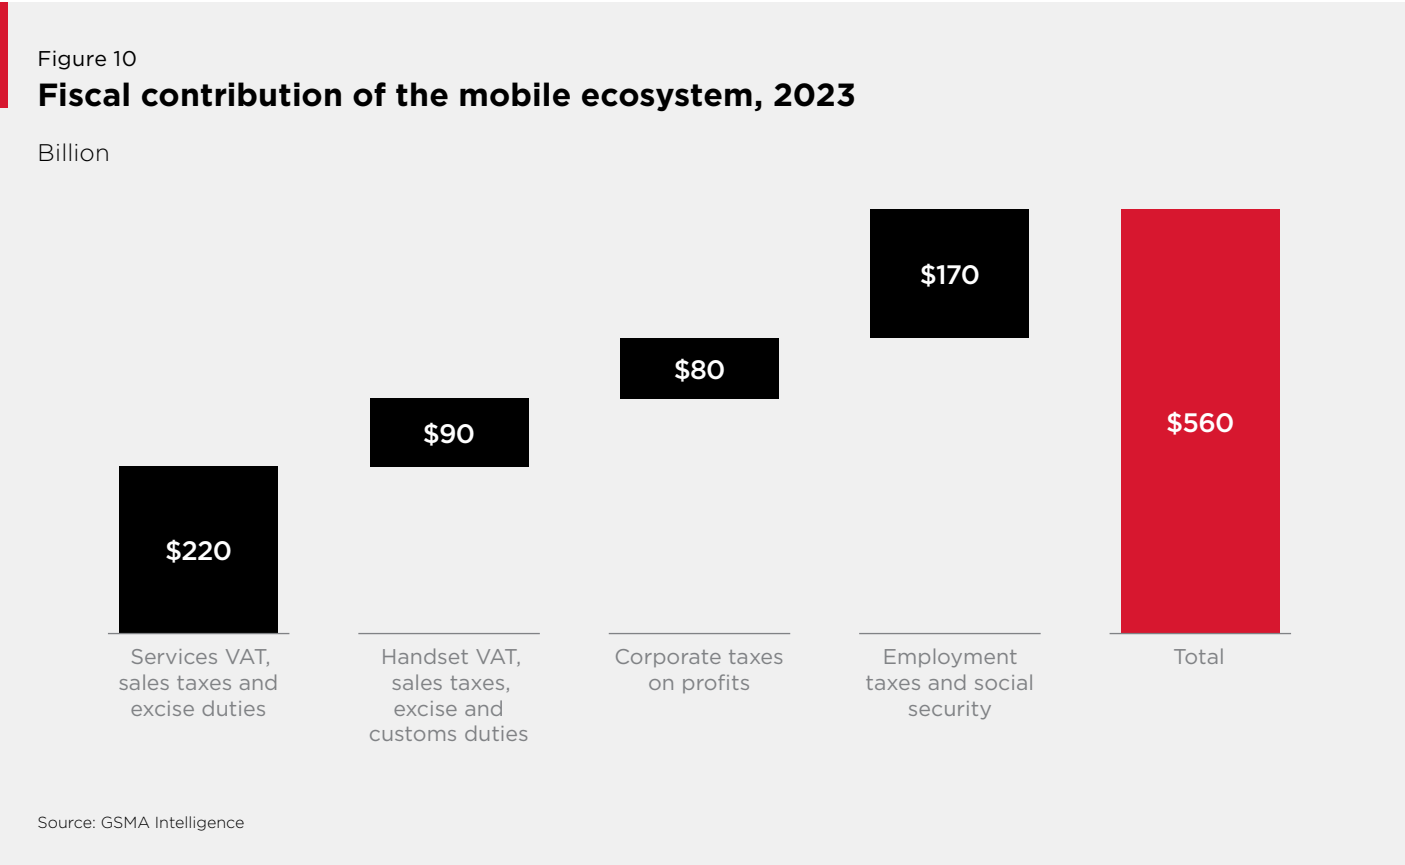 Figure 10
Fiscal contribution of the mobile ecosystem, 2023
Billion
$170
$80
$560
$90
$220
Services VAT,
sales taxes and
excise duties
Handset VAT,
sales taxes,
excise and
customs duties
Corporate taxes
on profits
Employment
taxes and social
security
Total
Source: GSMA Intelligence